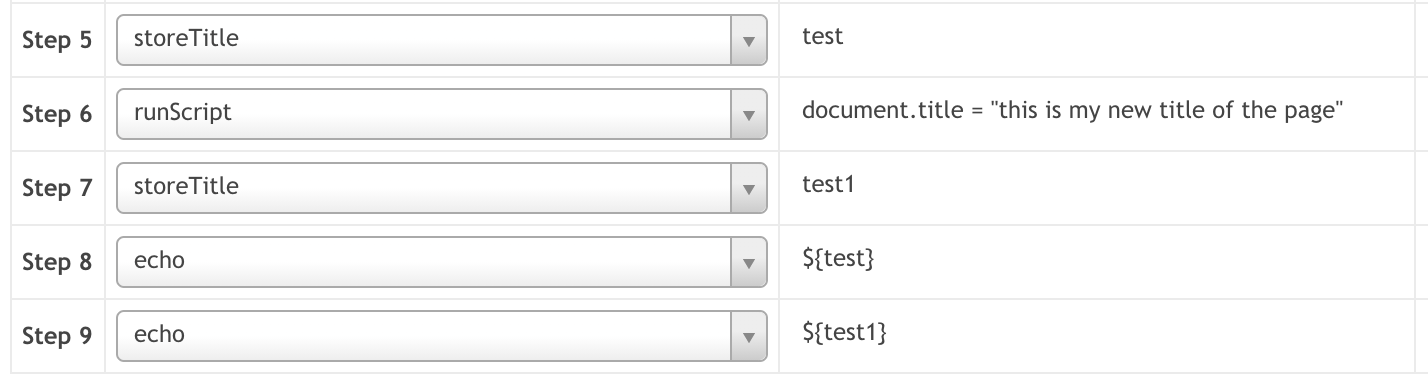 Step 5 storeTitle test
Step 6 runScript document.title = "this is my new title of the page"
Step 7 storeTitle test1
Step 8 echo ${test}
Step 9 echo ${test1}